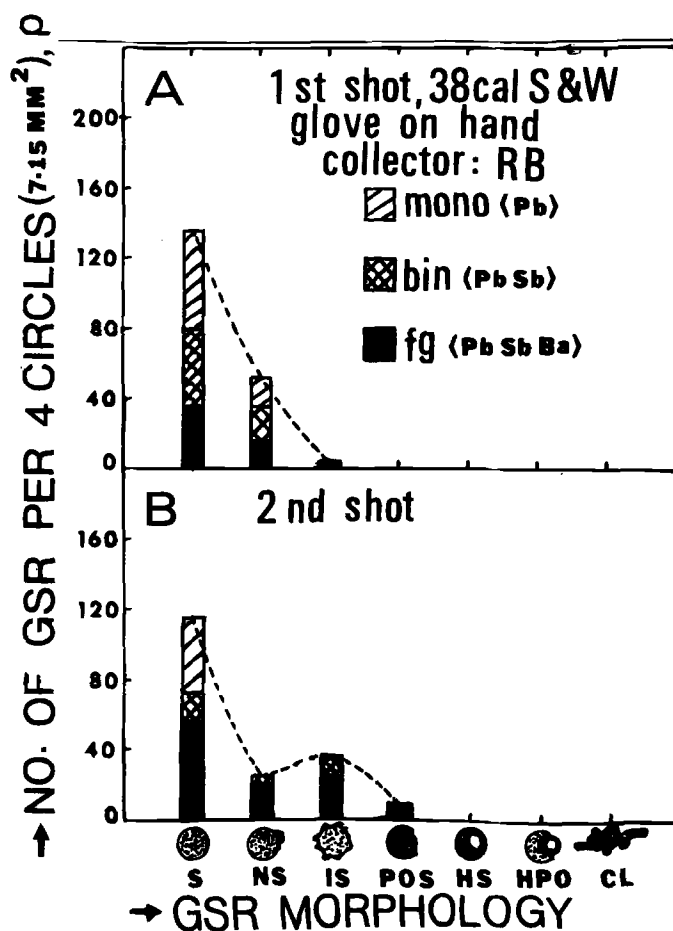 → NO. OF GSR PER 4 CIRCLES (7·15 MM²), ρ
A
1st shot, 38cal S&W
glove on hand
collector: RB
mono (Pb)
bin (Pb Sb)
fg (Pb Sb Ba)
200
160
120
80
40
0
B
2nd shot
160
120
80
40
0
S NS IS POS HS HPO CL
→ GSR MORPHOLOGY